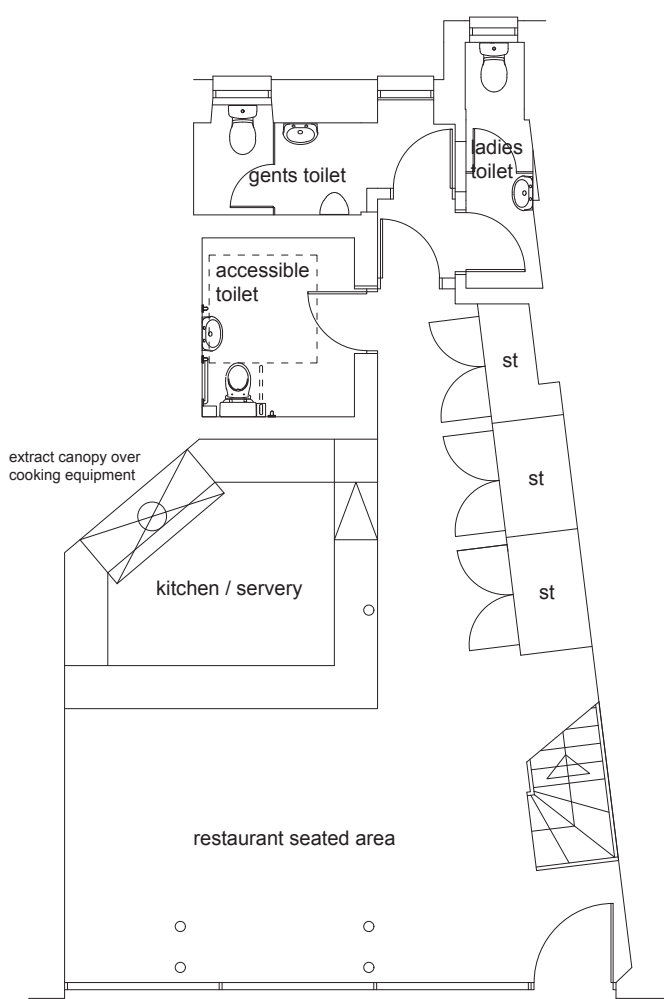 ladies
toilet
gents toilet
accessible
toilet
st
extract canopy over
cooking equipment
st
kitchen / servery
st
restaurant seated area